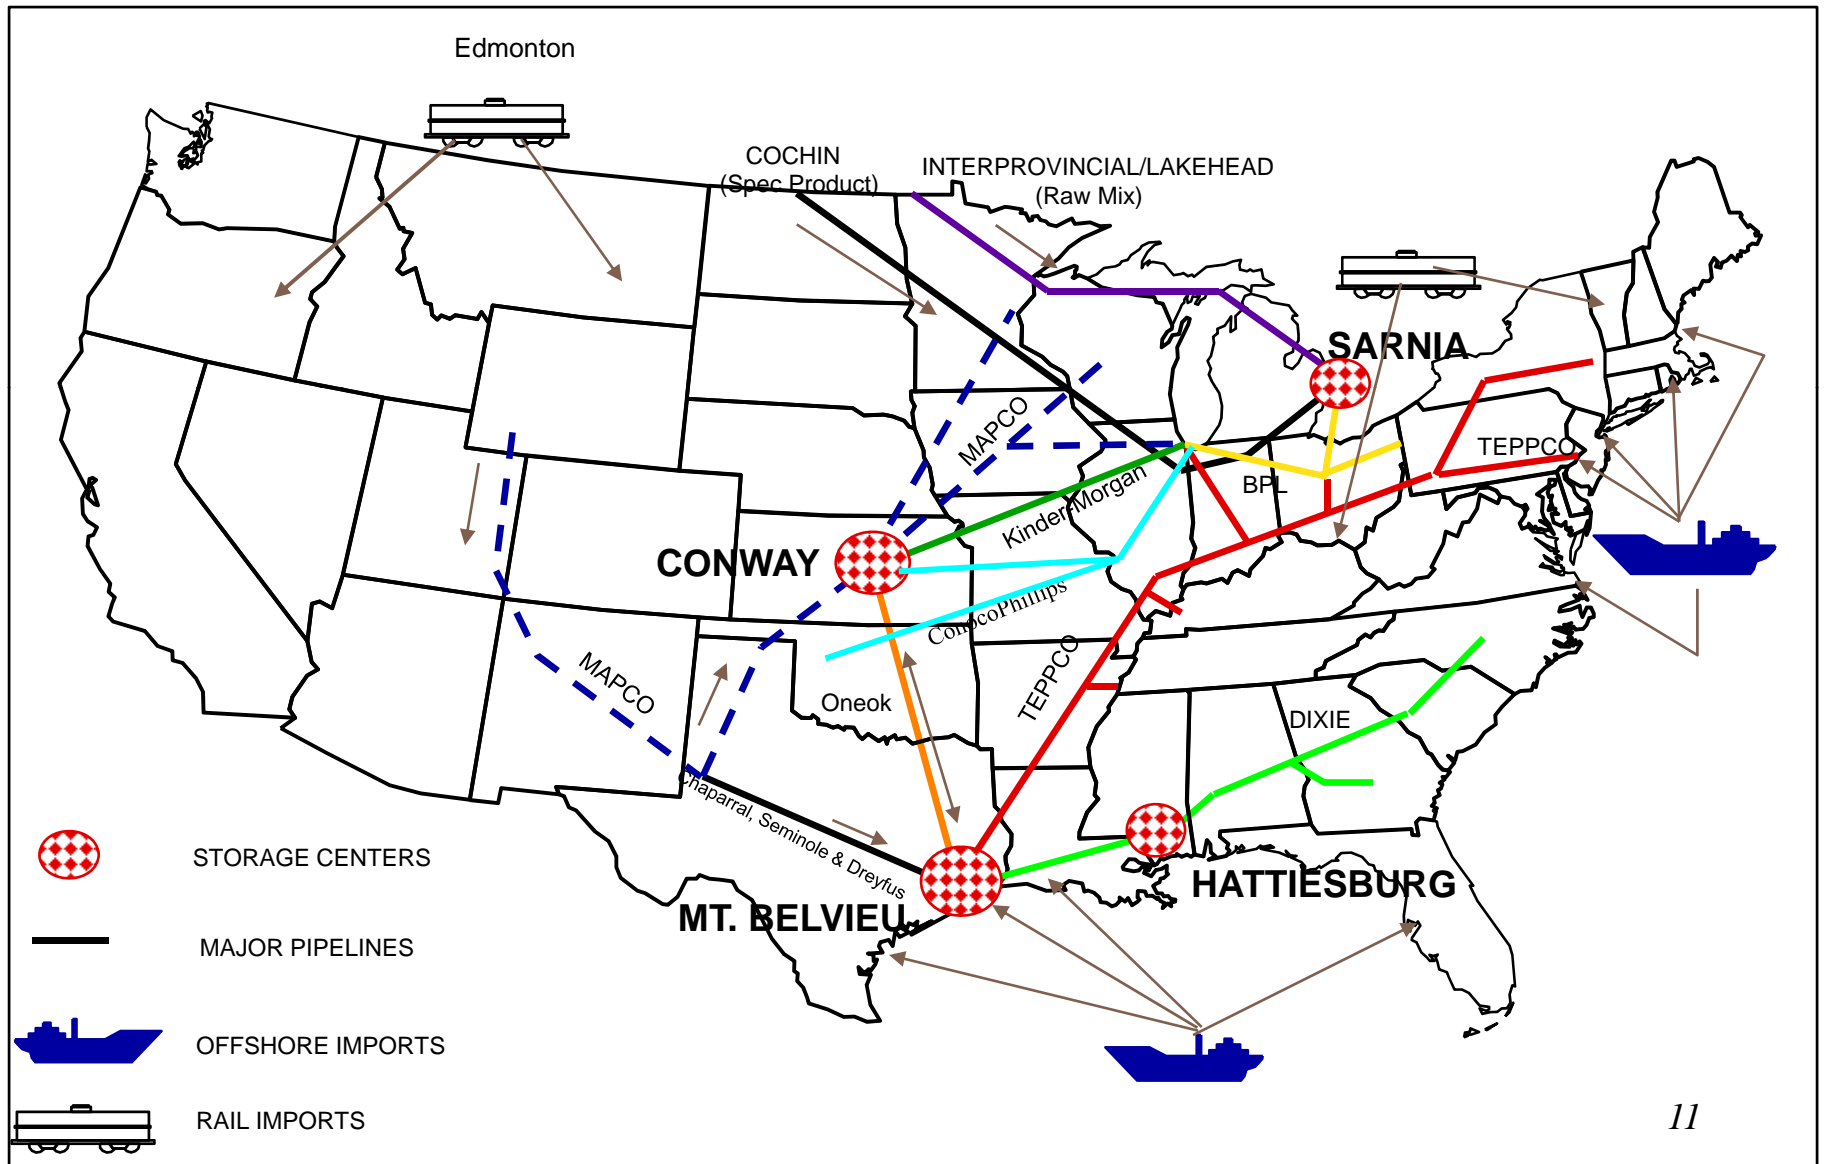 Edmonton
COCHIN
(Spec Product)
INTERPROVINCIAL/LAKEHEAD
(Raw Mix)
SARNIA
MAPCO
TEPPCO
BPL
Kinder-Morgan
CONWAY
ConocoPhillips
MAPCO
TEPPCO
Oneok
DIXIE
Chaparral, Seminole & Dreyfus
HATTIESBURG
MT. BELVIEU
STORAGE CENTERS
MAJOR PIPELINES
OFFSHORE IMPORTS
RAIL IMPORTS
11